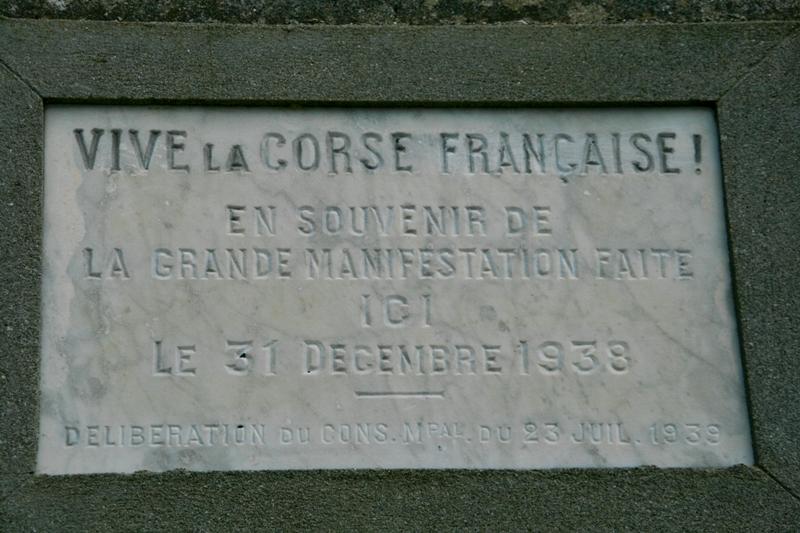 VIVE LA CORSE FRANÇAISE!
EN SOUVENIR DE
LA GRANDE MANIFESTATION FAITE
ICI
LE 31 DECEMBRE 1938
DELIBERATION DU CONS. MPAL. DU 23 JUIL. 1939